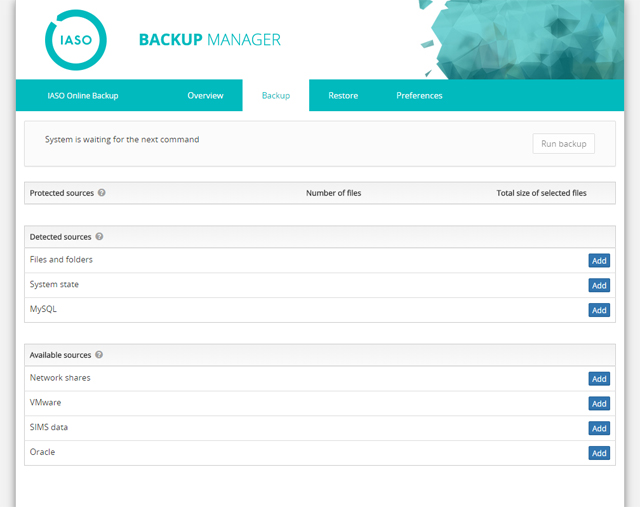 IASO
BACKUP MANAGER
IASO Online Backup Overview Backup Restore Preferences
System is waiting for the next command Run backup
Protected sources ? Number of files Total size of selected files
Detected sources ?
Files and folders Add
System state Add
MySQL Add
Available sources ?
Network shares Add
VMware Add
SIMS data Add
Oracle Add